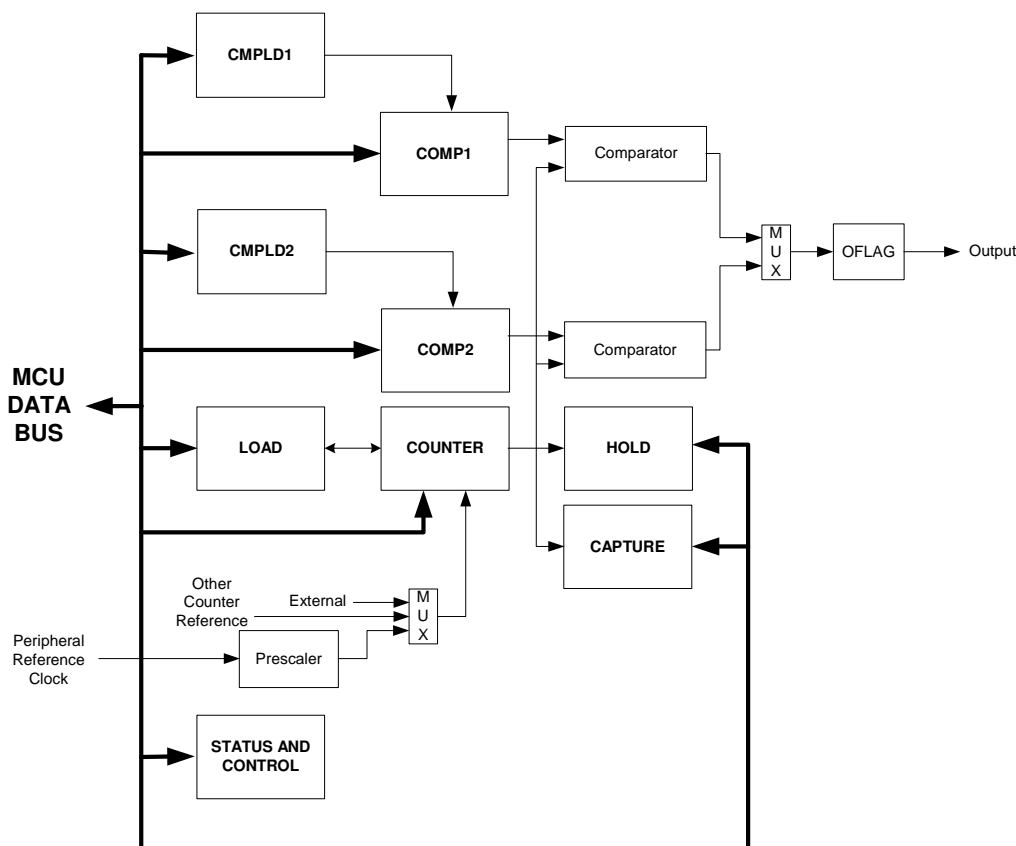 CMPLD1
COMP1
Comparator
CMPLD2
M
U
X
OFLAG
Output
COMP2
Comparator
MCU
DATA
BUS
LOAD
COUNTER
HOLD
CAPTURE
Other
Counter
Reference
External
M
U
X
Peripheral
Reference
Clock
Prescaler
STATUS AND
CONTROL